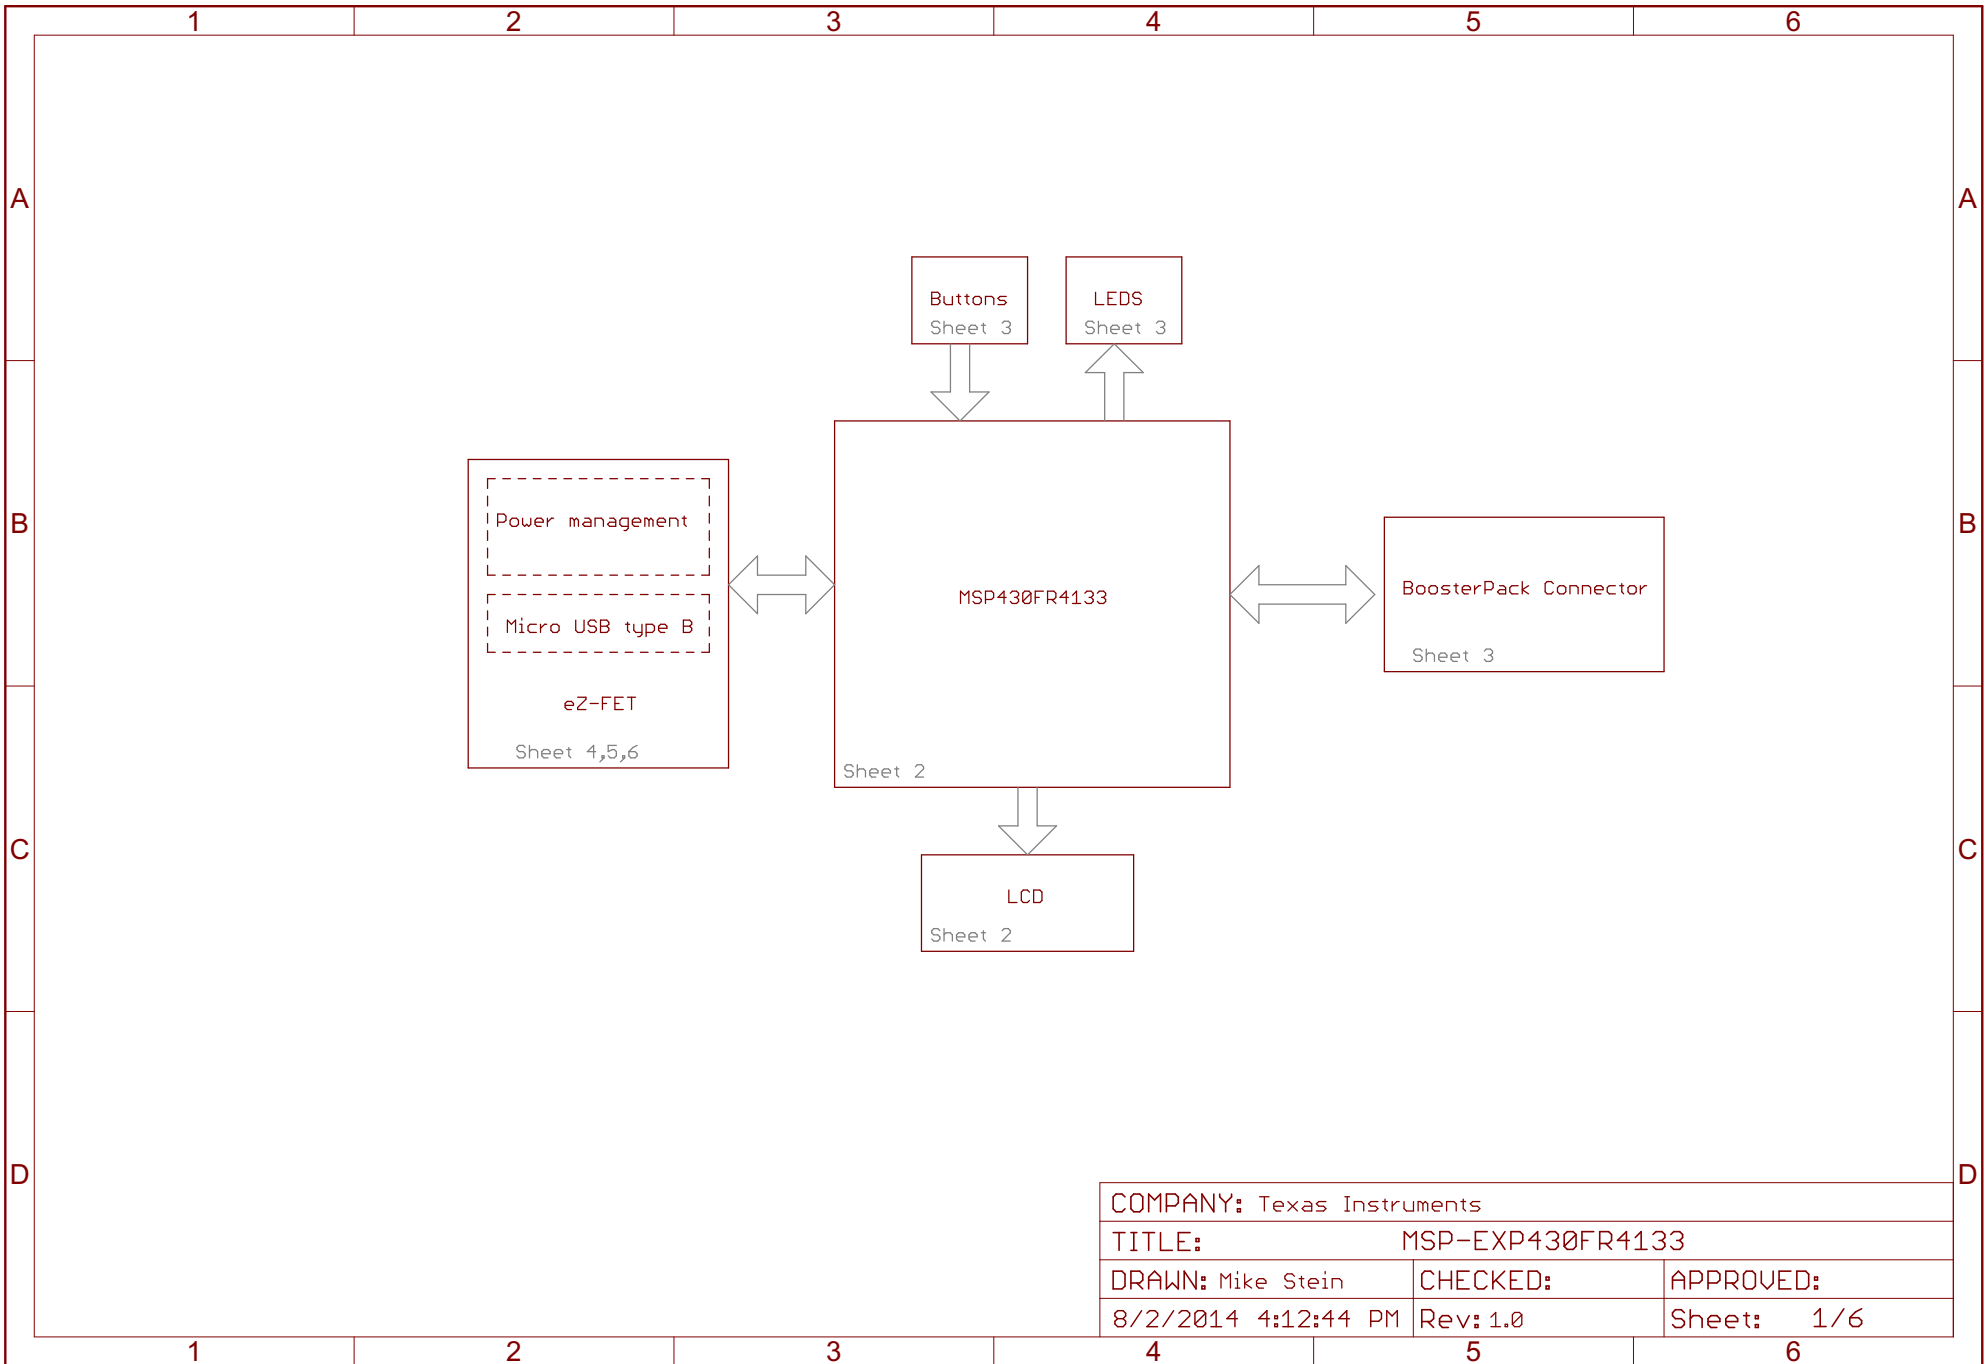 1 2 3 4 5 6
A A
Buttons
Sheet 3
LEDS
Sheet 3
B B
Power management
Micro USB type B
eZ-FET
Sheet 4,5,6
MSP430FR4133
Sheet 2
BoosterPack Connector
Sheet 3
C C
LCD
Sheet 2
D D
COMPANY: Texas Instruments
TITLE: MSP-EXP430FR4133
DRAWN: Mike Stein CHECKED: APPROVED:
8/2/2014 4:12:44 PM Rev: 1.0 Sheet: 1/6
1 2 3 4 5 6